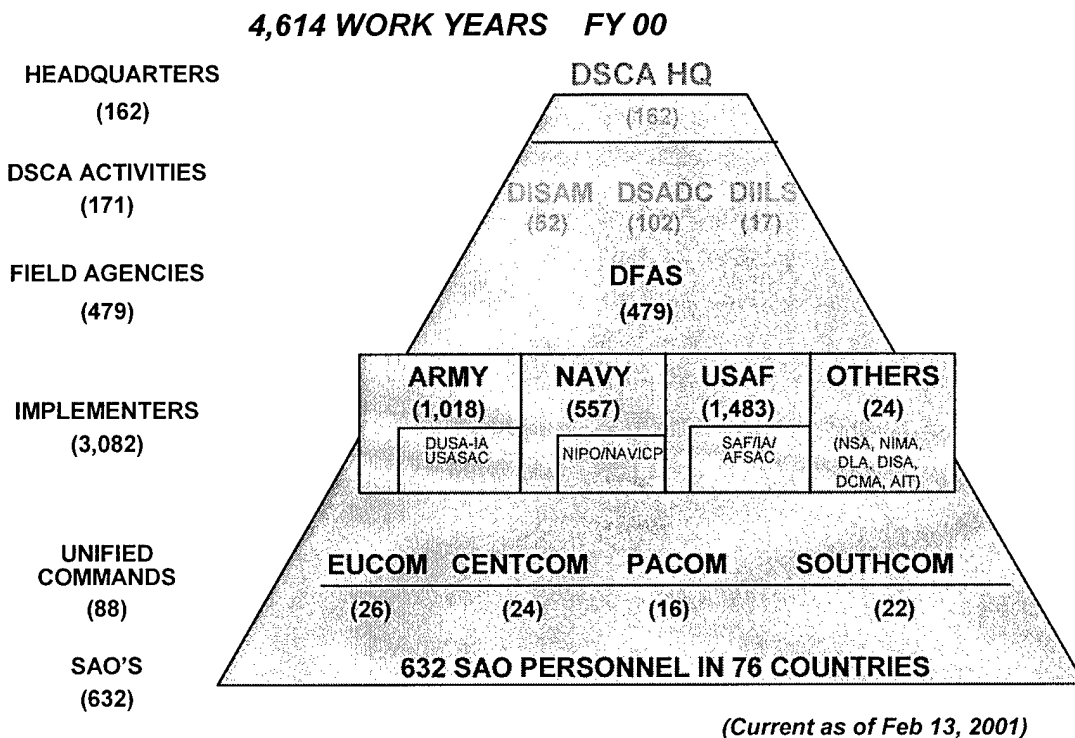 4,614 WORK YEARS FY 00
HEADQUARTERS
(162)
DSCA HQ
(162)
DSCA ACTIVITIES
(171)
DISAM DSADC DIILS
(52) (102) (17)
FIELD AGENCIES
(479)
DFAS
(479)
IMPLEMENTERS
(3,082)
ARMY
(1,018)
DUSA-IA
USASAC
NAVY
(557)
NIPO/NAVICP
USAF
(1,483)
SAF/IA/
AFSAC
OTHERS
(24)
(NSA, NIMA,
DLA, DISA,
DCMA, AIT)
UNIFIED
COMMANDS
(88)
EUCOM CENTCOM PACOM SOUTHCOM
(26) (24) (16) (22)
SAO'S
(632)
632 SAO PERSONNEL IN 76 COUNTRIES
(Current as of Feb 13, 2001)